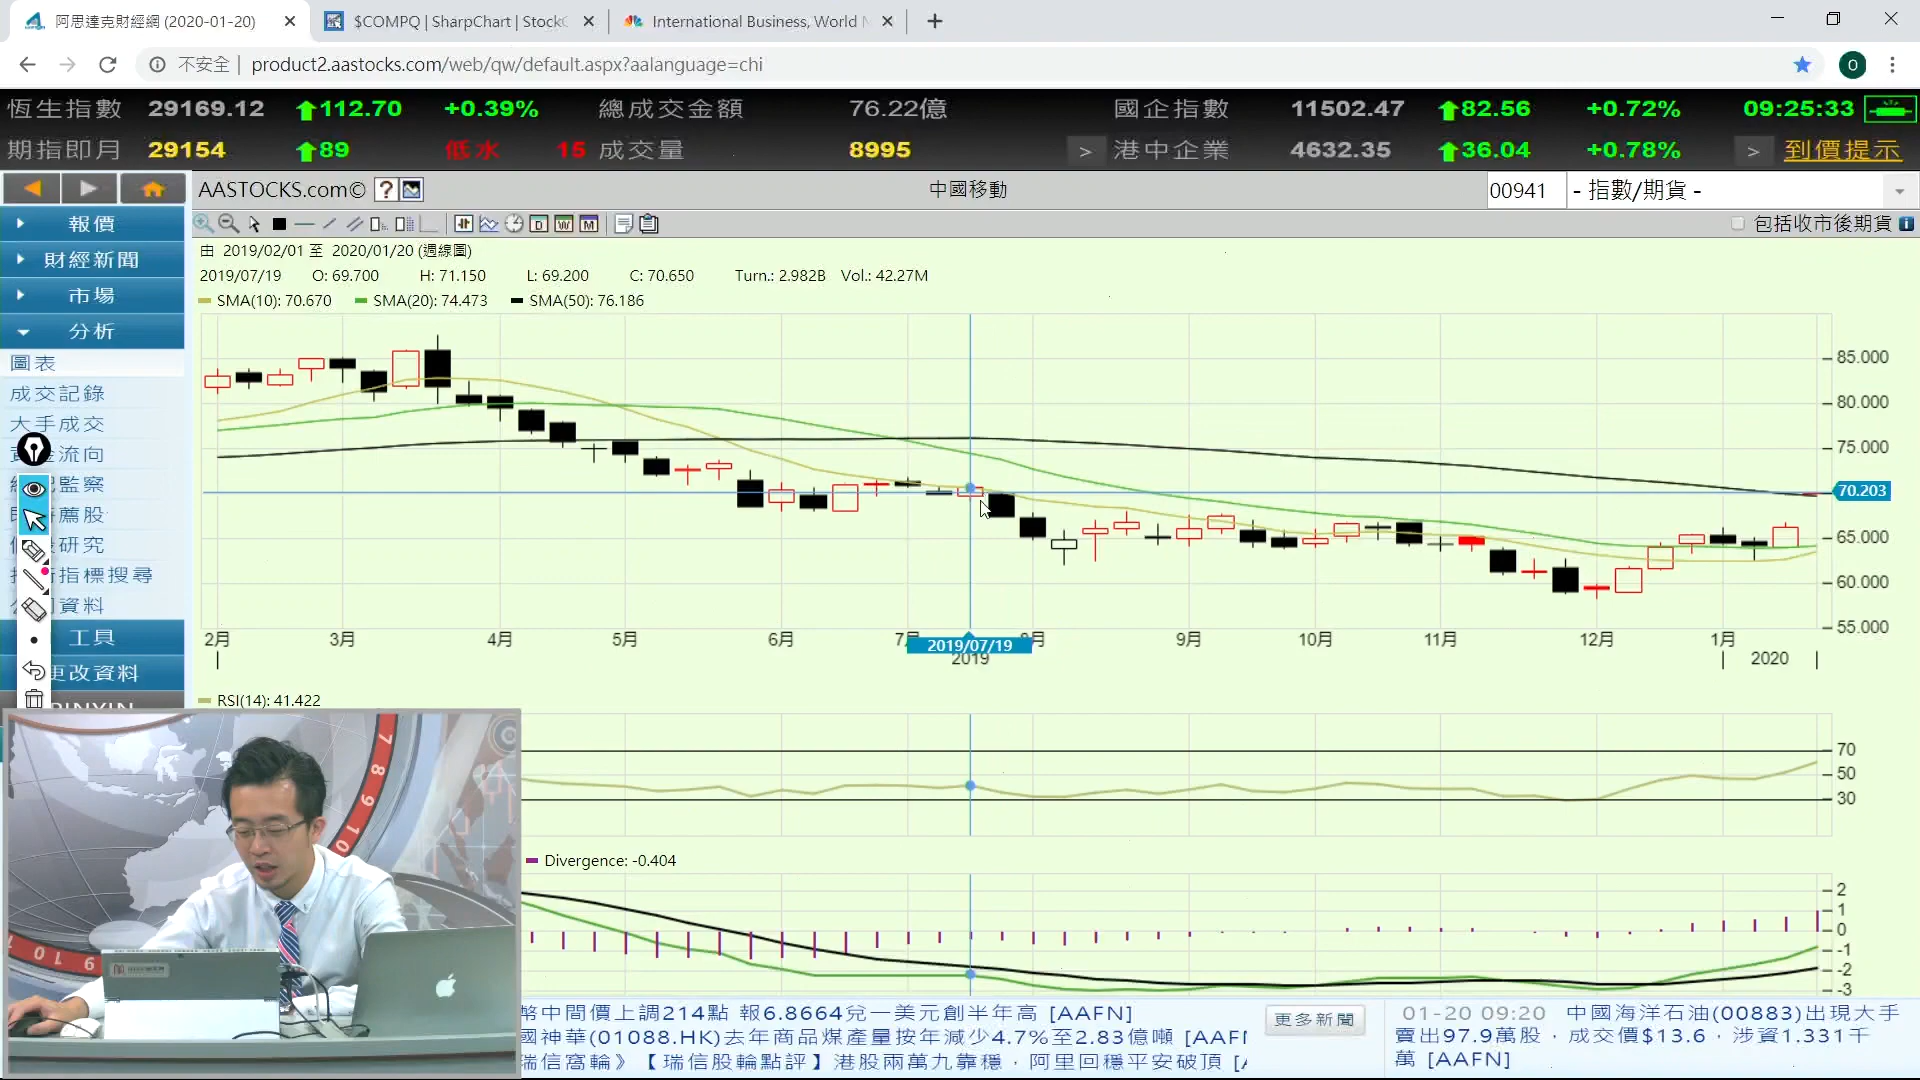 阿思達克財經網 (2020-01-20)
$COMPQ | SharpChart | StockC
International Business, World N
不安全
product2.aastocks.com/web/qw/default.aspx?aalanguage=chi
恆生指數 29169.12 112.70 +0.39% 總成交金額 76.22億 國企指數 11502.47 82.56 +0.72% 09:25:33
期指即月 29154 89 低水 15 成交量 8995 > 港中企業 4632.35 36.04 +0.78% > 到價提示
AASTOCKS.com© ? 中國移動 00941 - 指數/期貨 -
包括收市後期貨
報價
財經新聞
市場
分析
圖表
成交記錄
大手成交
流向
監察
薦股
研究
指標搜尋
資料
工具
更改資料
由 2019/02/01 至 2020/01/20 (週線圖)
2019/07/19 O: 69.700 H: 71.150 L: 69.200 C: 70.650 Turn.: 2.982B Vol.: 42.27M
SMA(10): 70.670 SMA(20): 74.473 SMA(50): 76.186
85.000
80.000
75.000
70.203
65.000
60.000
55.000
2月 3月 4月 5月 6月 7月 8月 9月 10月 11月 12月 1月
2019/07/19
2019 2020
RSI(14): 41.422
70
50
30
Divergence: -0.404
2
1
0
-1
-2
-3
幣中間價上調214點 報6.8664兌一美元創半年高 [AAFN]
國神華(01088.HK)去年商品煤產量按年減少4.7%至2.83億噸 [AAFN
瑞信窩輪》【瑞信股輪點評】港股兩萬九靠穩，阿里回穩平安破頂 [A
更多新聞
01-20 09:20 中國海洋石油(00883)出現大手
賣出97.9萬股，成交價$13.6，涉資1.331千
萬 [AAFN]